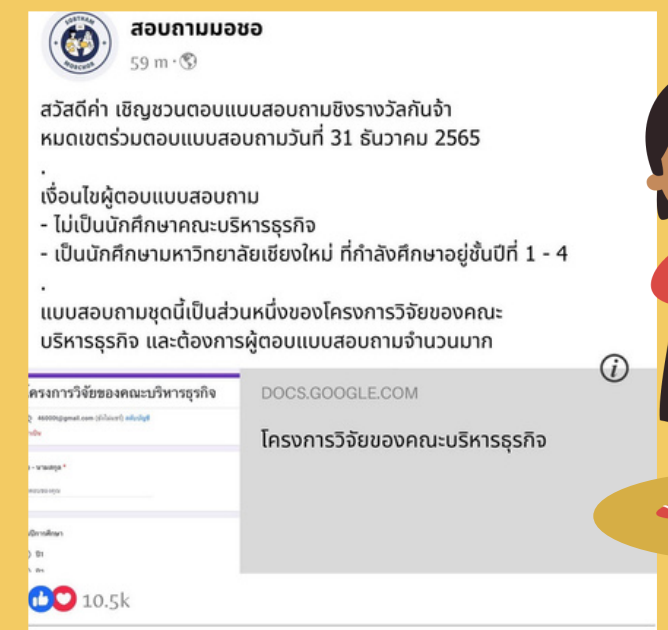 สอบถามมอชอ
59 m
สวัสดีค่า เชิญชวนตอบแบบสอบถามชิงรางวัลกันจ้า
หมดเขตร่วมตอบแบบสอบถามวันที่ 31 ธันวาคม 2565
.
เงื่อนไขผู้ตอบแบบสอบถาม
- ไม่เป็นนักศึกษาคณะบริหารธุรกิจ
- เป็นนักศึกษามหาวิทยาลัยเชียงใหม่ ที่กำลังศึกษาอยู่ชั้นปีที่ 1 - 4
.
แบบสอบถามชุดนี้เป็นส่วนหนึ่งของโครงการวิจัยของคณะ
บริหารธุรกิจ และต้องการผู้ตอบแบบสอบถามจำนวนมาก
ครงการวิจัยของคณะบริหารธุรกิจ
DOCS.GOOGLE.COM
โครงการวิจัยของคณะบริหารธุรกิจ
10.5k